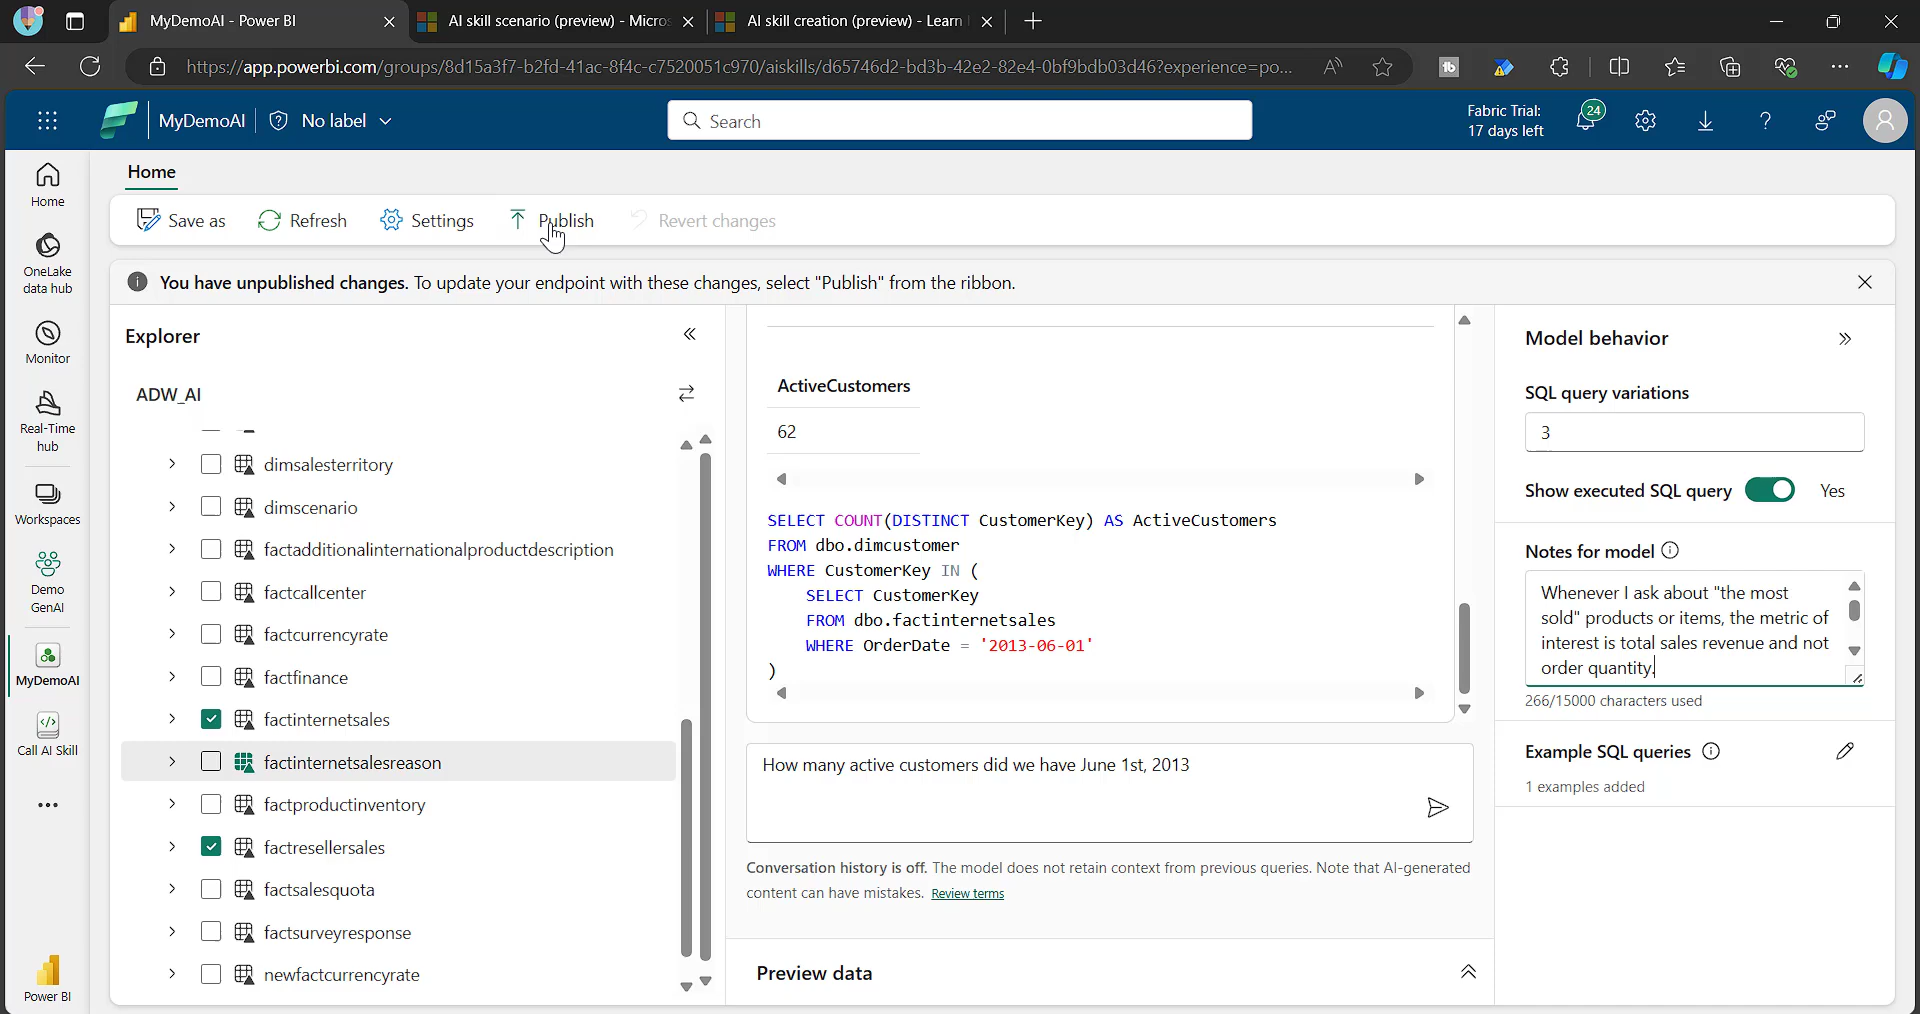 MyDemoAI - Power BI
AI skill scenario (preview) - Micros
AI skill creation (preview) - Learn
https://app.powerbi.com/groups/8d15a3f7-b2fd-41ac-8f4c-c7520051c970/aiskills/d65746d2-bd3b-42e2-82e4-0bf9bdb03d46?experience=po...
MyDemoAI
No label
Search
Fabric Trial:
17 days left
24
Home
Save as
Refresh
Settings
Publish
Revert changes
You have unpublished changes. To update your endpoint with these changes, select "Publish" from the ribbon.
Home
OneLake
data hub
Monitor
Real-Time
hub
Workspaces
Demo
GenAI
MyDemoAI
Call AI Skill
Power BI
Explorer
ADW_AI
dimsalesterritory
dimscenario
factadditionalinternationalproductdescription
factcallcenter
factcurrencyrate
factfinance
factinternetsales
factinternetsalesreason
factproductinventory
factresellersales
factsalesquota
factsurveyresponse
newfactcurrencyrate
ActiveCustomers
62
SELECT COUNT(DISTINCT CustomerKey) AS ActiveCustomers
FROM dbo.dimcustomer
WHERE CustomerKey IN (
SELECT CustomerKey
FROM dbo.factinternetsales
WHERE OrderDate = '2013-06-01'
)
How many active customers did we have June 1st, 2013
Conversation history is off. The model does not retain context from previous queries. Note that AI-generated
content can have mistakes. Review terms
Preview data
Model behavior
SQL query variations
3
Show executed SQL query
Yes
Notes for model
Whenever I ask about "the most
sold" products or items, the metric of
interest is total sales revenue and not
order quantity.
266/15000 characters used
Example SQL queries
1 examples added